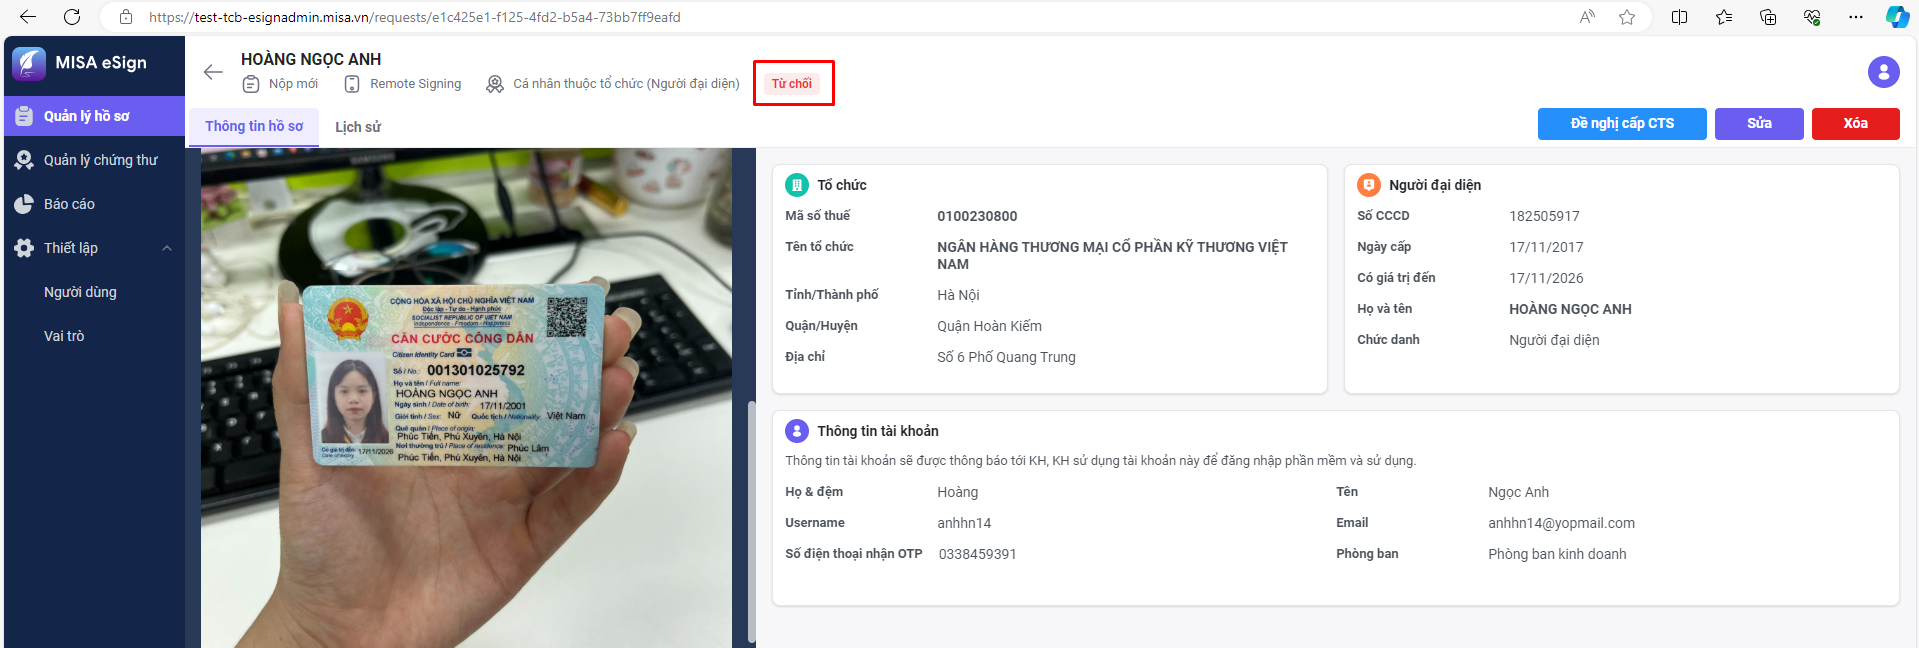 https://test-tcb-esignadmin.misa.vn/requests/e1c425e1-f125-4fd2-b5a4-73bb7ff9eafd
MISA eSign
Quản lý hồ sơ
Quản lý chứng thư
Báo cáo
Thiết lập
Người dùng
Vai trò
HOÀNG NGỌC ANH
Nộp mới Remote Signing Cá nhân thuộc tổ chức (Người đại diện) Từ chối
Thông tin hồ sơ Lịch sử
Đề nghị cấp CTS Sửa Xóa
SAMSUNG
CỘNG HÒA XÃ HỘI CHỦ NGHĨA VIỆT NAM
Độc lập - Tự do - Hạnh phúc
SOCIALIST REPUBLIC OF VIET NAM
Independence - Freedom - Happiness
CĂN CƯỚC CÔNG DÂN
Citizen Identity Card
Số / No.: 001301025792
Họ và tên / Full name:
HOÀNG NGỌC ANH
Ngày sinh / Date of birth: 17/11/2001
Giới tính / Sex: Nữ Quốc tịch / Nationality: Việt Nam
Quê quán / Place of origin:
Phúc Tiến, Phú Xuyên, Hà Nội
Nơi thường trú / Place of residence: Phúc Lâm
Phúc Tiến, Phú Xuyên, Hà Nội
Có giá trị đến: 17/11/2026
Date of expiry
Tổ chức
Mã số thuế 0100230800
Tên tổ chức NGÂN HÀNG THƯƠNG MẠI CỔ PHẦN KỸ THƯƠNG VIỆT
NAM
Tỉnh/Thành phố Hà Nội
Quận/Huyện Quận Hoàn Kiếm
Địa chỉ Số 6 Phố Quang Trung
Người đại diện
Số CCCD 182505917
Ngày cấp 17/11/2017
Có giá trị đến 17/11/2026
Họ và tên HOÀNG NGỌC ANH
Chức danh Người đại diện
Thông tin tài khoản
Thông tin tài khoản sẽ được thông báo tới KH, KH sử dụng tài khoản này để đăng nhập phần mềm và sử dụng.
Họ & đệm Hoàng Tên Ngọc Anh
Username anhhn14 Email anhhn14@yopmail.com
Số điện thoại nhận OTP 0338459391 Phòng ban Phòng ban kinh doanh